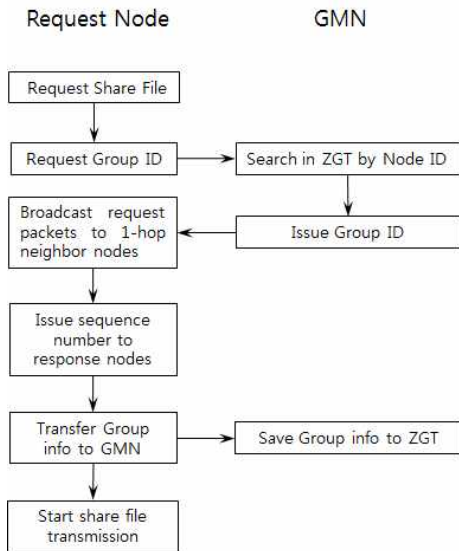 Request Node
GMN
Request Share File
Request Group ID
Search in ZGT by Node ID
Broadcast request
packets to 1-hop
neighbor nodes
Issue Group ID
Issue sequence
number to
response nodes
Transfer Group
info to GMN
Save Group info to ZGT
Start share file
transmission